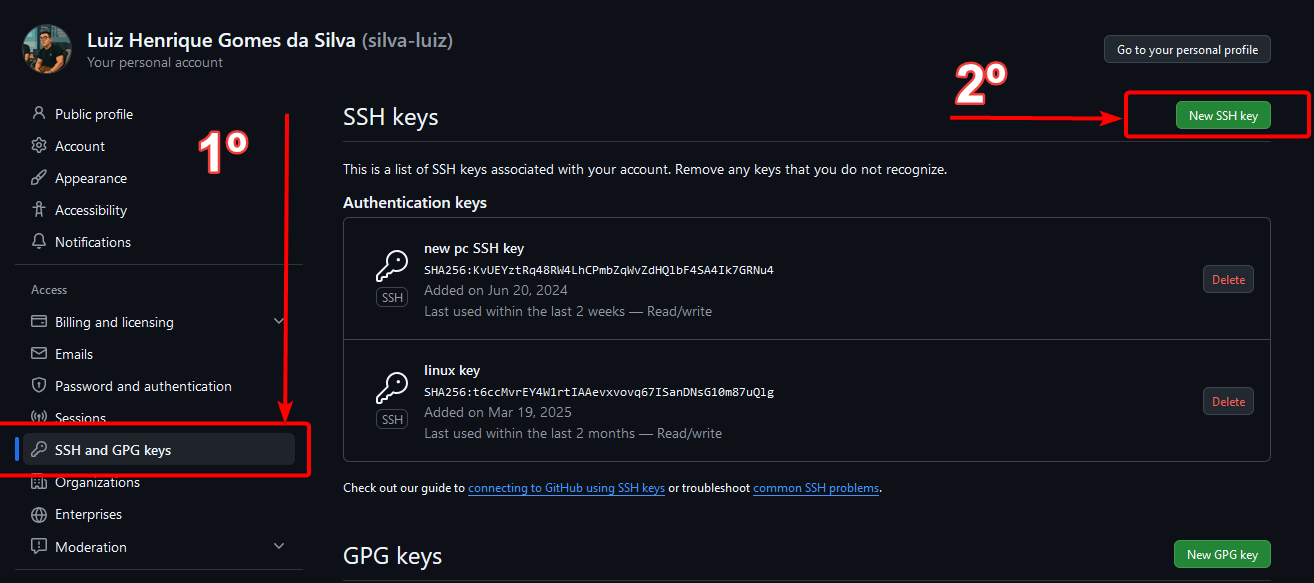 Luiz Henrique Gomes da Silva (silva-luiz)
Your personal account
Go to your personal profile
Public profile
Account
Appearance
Accessibility
Notifications
Access
Billing and licensing
Emails
Password and authentication
Sessions
SSH and GPG keys
Organizations
Enterprises
Moderation
1º
2º
SSH keys
New SSH key
This is a list of SSH keys associated with your account. Remove any keys that you do not recognize.
Authentication keys
new pc SSH key
SHA256:KvUEYztRq48RW4LhCPmbZqWvZdHQlbF4SA4Ik7GRNu4
SSH
Added on Jun 20, 2024
Last used within the last 2 weeks — Read/write
Delete
linux key
SHA256:t6ccMvrEY4W1rtIAAevxvovq67ISanDNsG10m87uQlg
SSH
Added on Mar 19, 2025
Last used within the last 2 months — Read/write
Delete
Check out our guide to connecting to GitHub using SSH keys or troubleshoot common SSH problems.
GPG keys
New GPG key